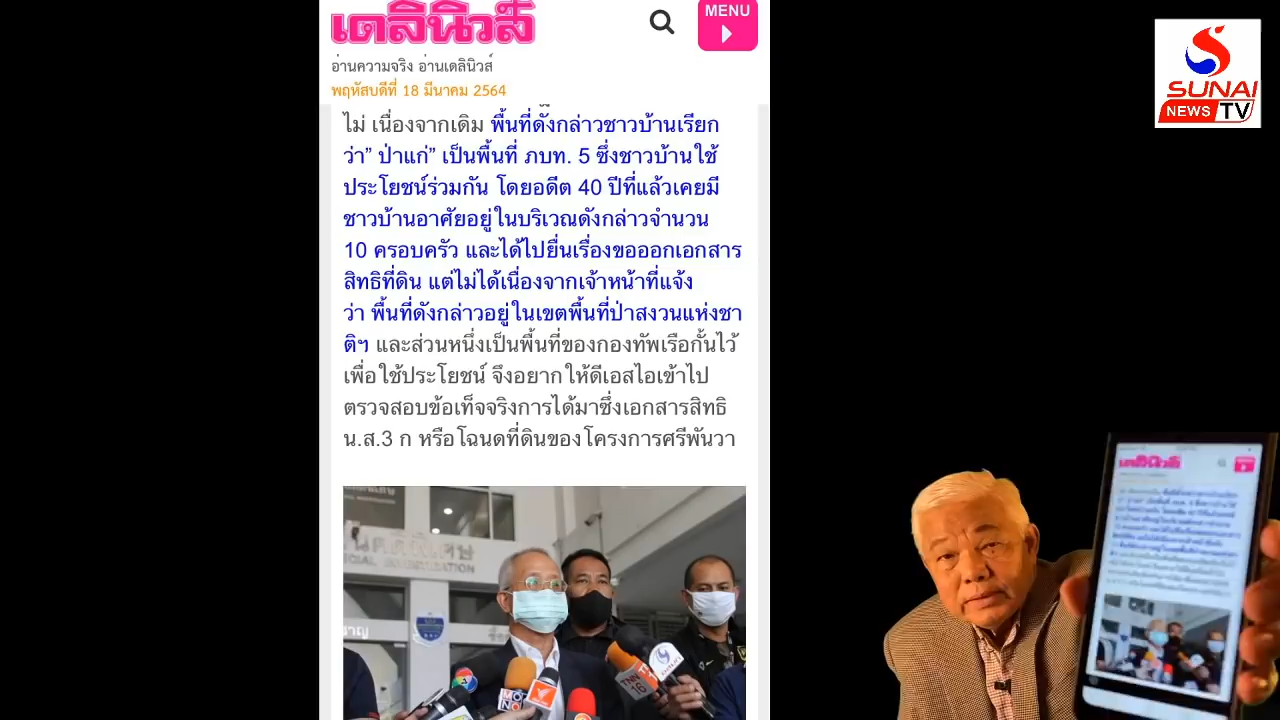 เดลินิวส์
MENU
อ่านความจริง อ่านเดลินิวส์
พฤหัสบดีที่ 18 มีนาคม 2564
ไม่ เนื่องจากเดิม พื้นที่ดังกล่าวชาวบ้านเรียก
ว่า” ป่าแก่” เป็นพื้นที่ ภบท. 5 ซึ่งชาวบ้านใช้
ประโยชน์ร่วมกัน โดยอดีต 40 ปีที่แล้วเคยมี
ชาวบ้านอาศัยอยู่ในบริเวณดังกล่าวจำนวน
10 ครอบครัว และได้ไปยื่นเรื่องขอออกเอกสาร
สิทธิที่ดิน แต่ไม่ได้เนื่องจากเจ้าหน้าที่แจ้ง
ว่า พื้นที่ดังกล่าวอยู่ในเขตพื้นที่ป่าสงวนแห่งชา
ติฯ และส่วนหนึ่งเป็นพื้นที่ของกองทัพเรือกั้นไว้
เพื่อใช้ประโยชน์ จึงอยากให้ดีเอสไอเข้าไป
ตรวจสอบข้อเท็จจริงการได้มาซึ่งเอกสารสิทธิ
น.ส.3 ก หรือโฉนดที่ดินของโครงการศรีพันวา
SUNAI
NEWS TV
TNN
16
เดลินิวส์